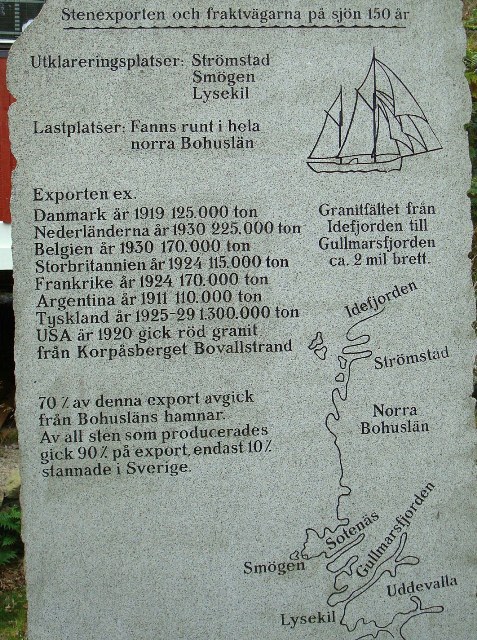 Stenexporten och fraktvägarna på sjön 150 år
Utklareringsplatser: Strömstad
Smögen
Lysekil
Lastplatser: Fanns runt i hela
norra Bohuslän
Exporten ex.
Danmark år 1919 125.000 ton
Nederländerna år 1930 225.000 ton
Belgien år 1930 170.000 ton
Storbritannien år 1924 115.000 ton
Frankrike år 1924 170.000 ton
Argentina år 1911 110.000 ton
Tyskland år 1925-29 1.300.000 ton
USA år 1920 gick röd granit
från Korpåsberget Bovallstrand
Granitfältet från
Idefjorden till
Gullmarsfjorden
ca. 2 mil brett.
70 % av denna export avgick
från Bohusläns hamnar.
Av all sten som producerades
gick 90% på export, endast 10%
stannade i Sverige.
Idefjorden
Strömstad
Norra
Bohuslän
Sotenäs
Gullmarsfjorden
Smögen
Uddevalla
Lysekil